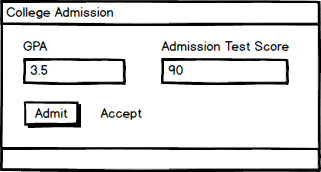 College Admission
GPA
Admission Test Score
3.5
90
Admit
Accept